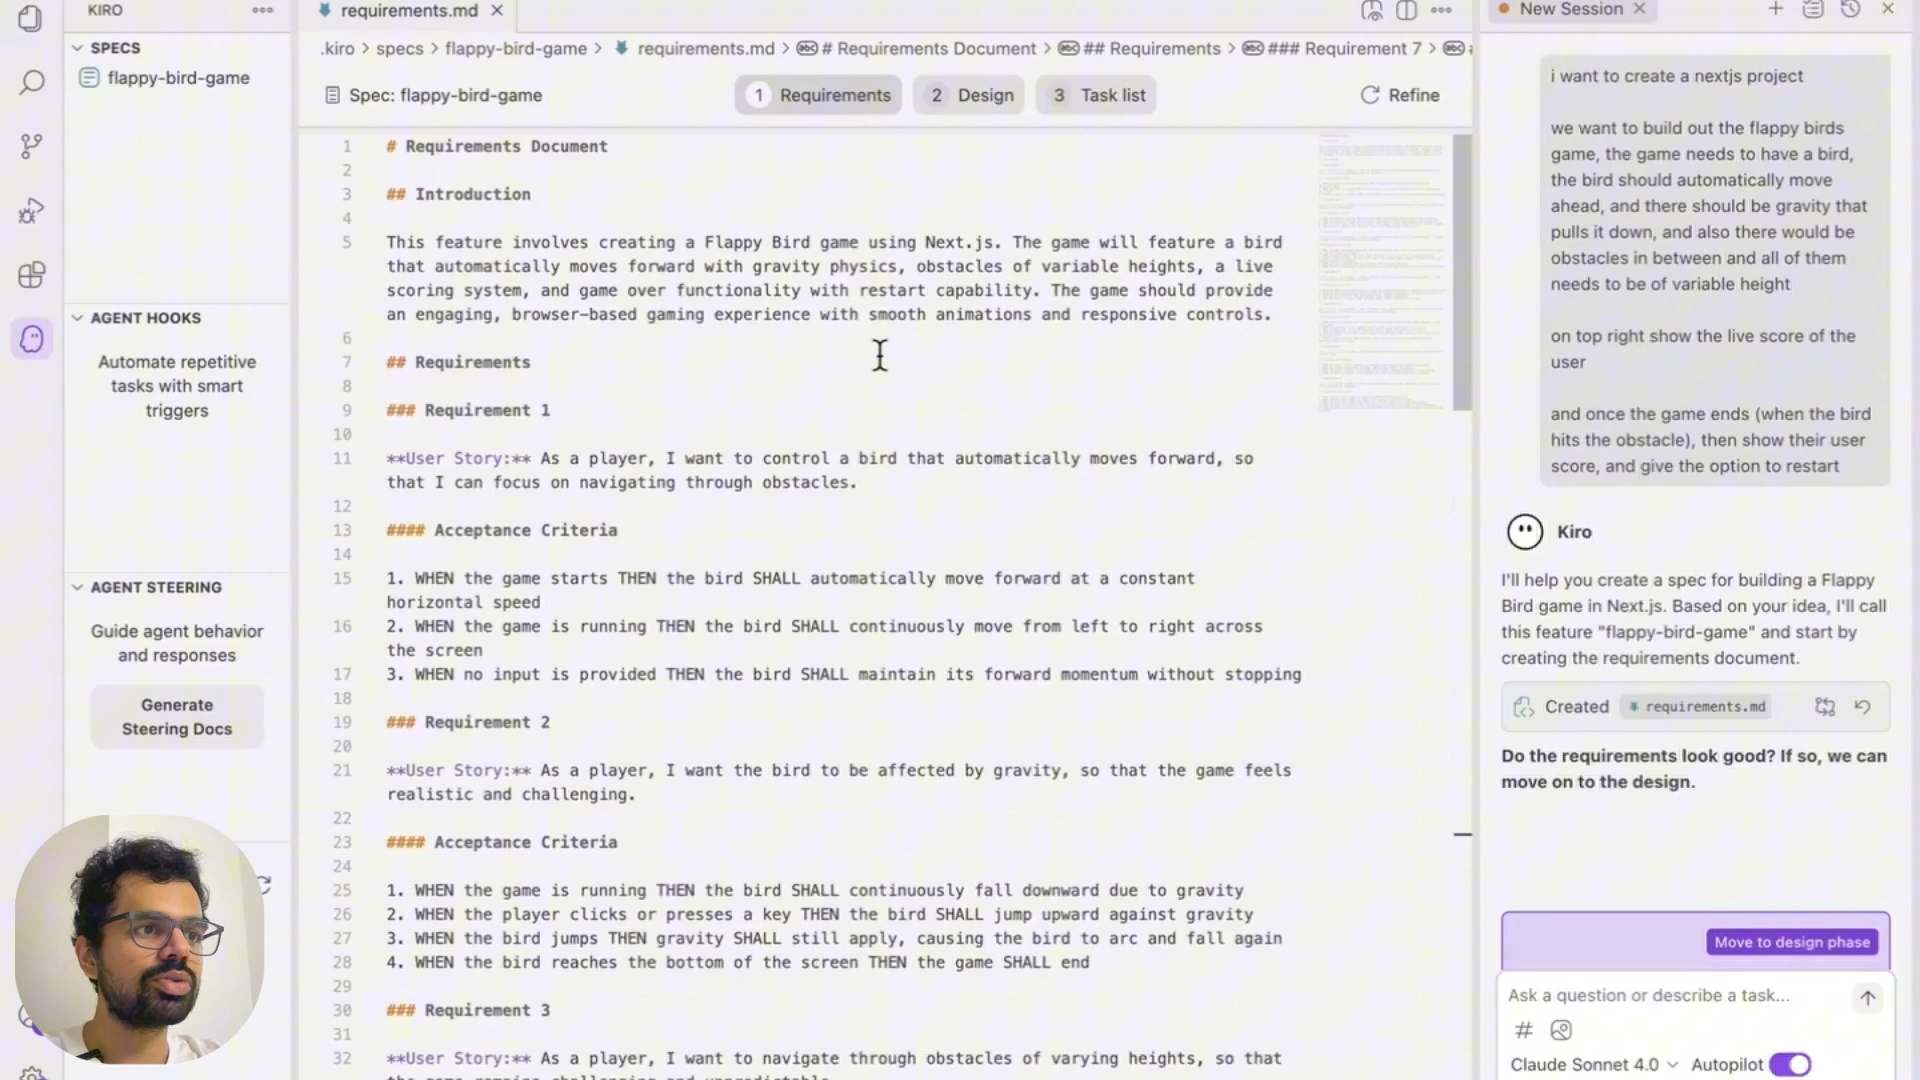 KIRO
SPECS
flappy-bird-game
AGENT HOOKS
Automate repetitive
tasks with smart
triggers
AGENT STEERING
Guide agent behavior
and responses
Generate
Steering Docs
requirements.md
.kiro > specs > flappy-bird-game > requirements.md > # Requirements Document > ## Requirements > ### Requirement 7 >
Spec: flappy-bird-game
1 Requirements
2 Design
3 Task list
Refine
1 # Requirements Document
2
3 ## Introduction
4
5 This feature involves creating a Flappy Bird game using Next.js. The game will feature a bird
that automatically moves forward with gravity physics, obstacles of variable heights, a live
scoring system, and game over functionality with restart capability. The game should provide
an engaging, browser-based gaming experience with smooth animations and responsive controls.
6
7 ## Requirements
8
9 ### Requirement 1
10
11 **User Story:** As a player, I want to control a bird that automatically moves forward, so
that I can focus on navigating through obstacles.
12
13 #### Acceptance Criteria
14
15 1. WHEN the game starts THEN the bird SHALL automatically move forward at a constant
horizontal speed
16 2. WHEN the game is running THEN the bird SHALL continuously move from left to right across
the screen
17 3. WHEN no input is provided THEN the bird SHALL maintain its forward momentum without stopping
18
19 ### Requirement 2
20
21 **User Story:** As a player, I want the bird to be affected by gravity, so that the game feels
realistic and challenging.
22
23 #### Acceptance Criteria
24
25 1. WHEN the game is running THEN the bird SHALL continuously fall downward due to gravity
26 2. WHEN the player clicks or presses a key THEN the bird SHALL jump upward against gravity
27 3. WHEN the bird jumps THEN gravity SHALL still apply, causing the bird to arc and fall again
28 4. WHEN the bird reaches the bottom of the screen THEN the game SHALL end
29
30 ### Requirement 3
31
32 **User Story:** As a player, I want to navigate through obstacles of varying heights, so that
New Session
i want to create a nextjs project
we want to build out the flappy birds
game, the game needs to have a bird,
the bird should automatically move
ahead, and there should be gravity that
pulls it down, and also there would be
obstacles in between and all of them
needs to be of variable height
on top right show the live score of the
user
and once the game ends (when the bird
hits the obstacle), then show their user
score, and give the option to restart
Kiro
I'll help you create a spec for building a Flappy
Bird game in Next.js. Based on your idea, I'll call
this feature "flappy-bird-game" and start by
creating the requirements document.
Created requirements.md
Do the requirements look good? If so, we can
move on to the design.
Move to design phase
Ask a question or describe a task...
#
Claude Sonnet 4.0
Autopilot